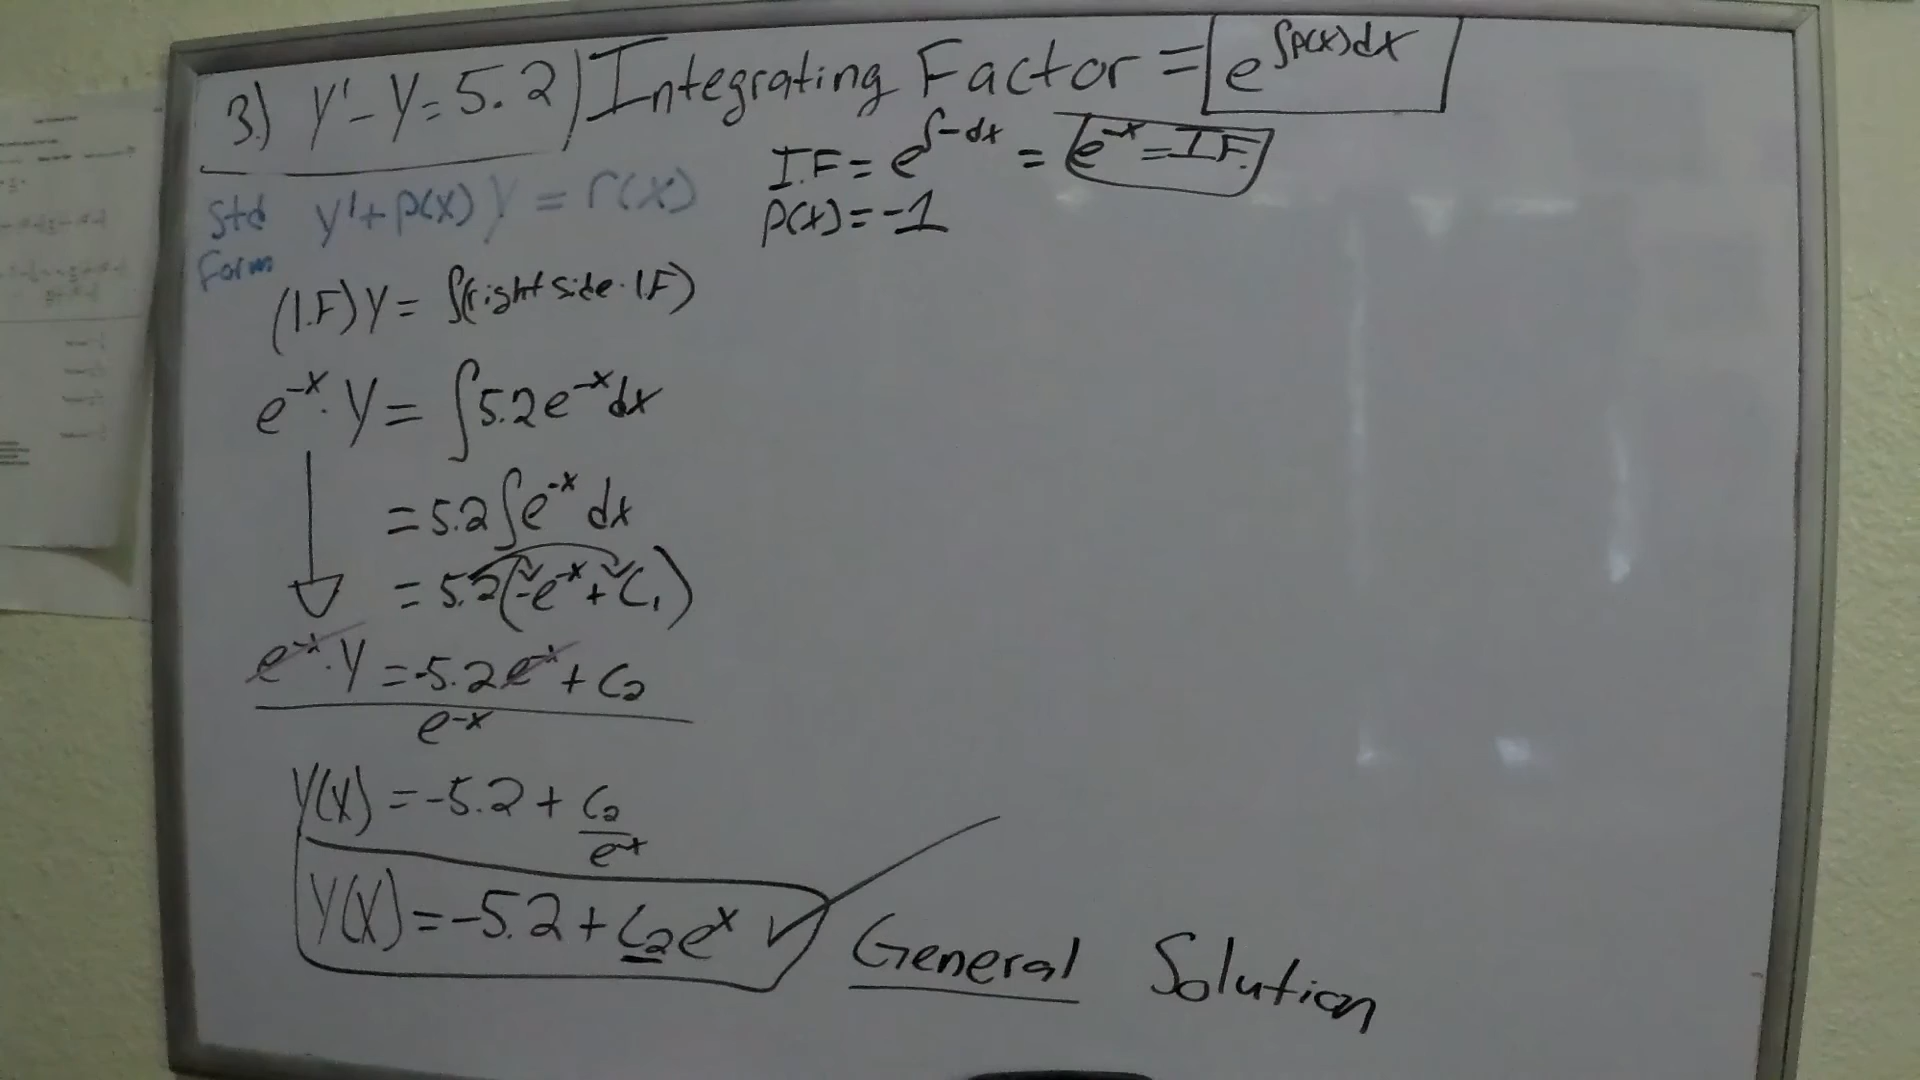 3.) y' - y = 5.2 | Integrating Factor = e^∫p(x)dx
I.F = e^∫-dx = e^-x = I.F.
p(x) = -1
Std Form y' + p(x) y = r(x)
(I.F) y = ∫(right side · I.F)
e^-x · y = ∫5.2e^-x dx
= 5.2∫e^-x dx
= 5.2(-e^-x + C₁)
e^-x · y = -5.2e^-x + C₂
e^-x
y(x) = -5.2 + C₂/e^-x
y(x) = -5.2 + C₂e^x ✓
General Solution